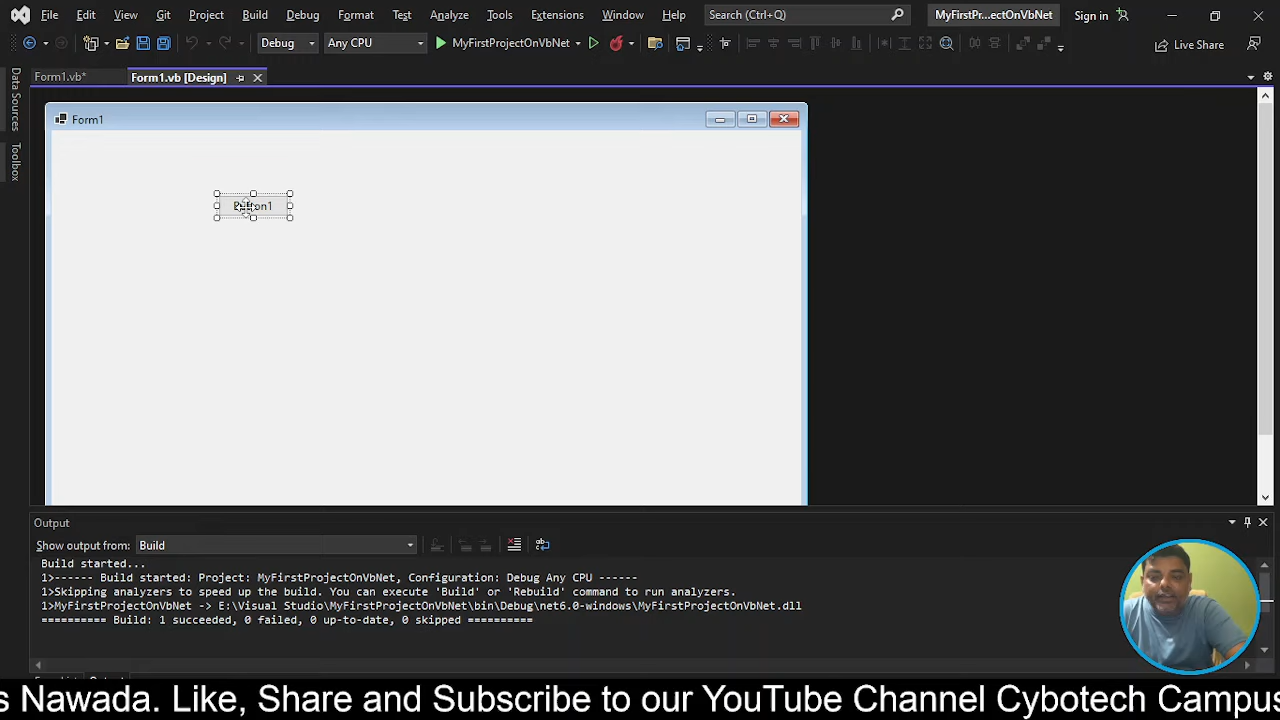 File Edit View Git Project Build Debug Format Test Analyze Tools Extensions Window Help Search (Ctrl+Q) MyFirstPr...ectOnVbNet Sign in
Debug Any CPU MyFirstProjectOnVbNet Live Share
Data Sources
Toolbox
Form1.vb* Form1.vb [Design]
Form1
Output
Show output from: Build
Build started...
1>------ Build started: Project: MyFirstProjectOnVbNet, Configuration: Debug Any CPU ------
1>Skipping analyzers to speed up the build. You can execute 'Build' or 'Rebuild' command to run analyzers.
1>MyFirstProjectOnVbNet -> E:\Visual Studio\MyFirstProjectOnVbNet\bin\Debug\net6.0-windows\MyFirstProjectOnVbNet.dll
========== Build: 1 succeeded, 0 failed, 0 up-to-date, 0 skipped ==========
s Nawada. Like, Share and Subscribe to our YouTube Channel Cybotech Campus